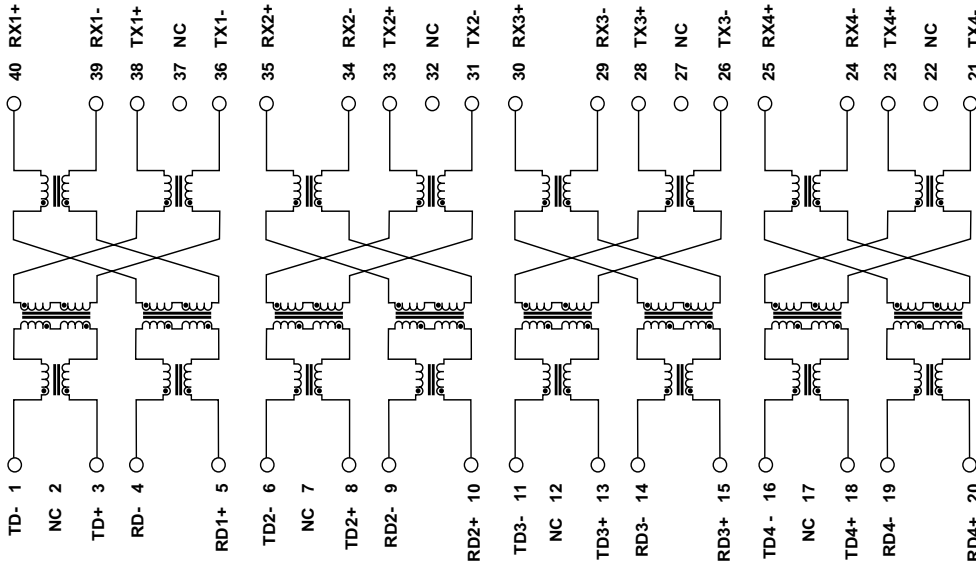 40 RX1+
39 RX1-
38 TX1+
37 NC
36 TX1-
35 RX2+
34 RX2-
33 TX2+
32 NC
31 TX2-
30 RX3+
29 RX3-
28 TX3+
27 NC
26 TX3-
25 RX4+
24 RX4-
23 TX4+
22 NC
21 TX4-
TD- 1
NC 2
TD+ 3
RD- 4
RD1+ 5
TD2- 6
NC 7
TD2+ 8
RD2- 9
RD2+ 10
TD3- 11
NC 12
TD3+ 13
RD3- 14
RD3+ 15
TD4 - 16
NC 17
TD4+ 18
RD4- 19
RD4+ 20